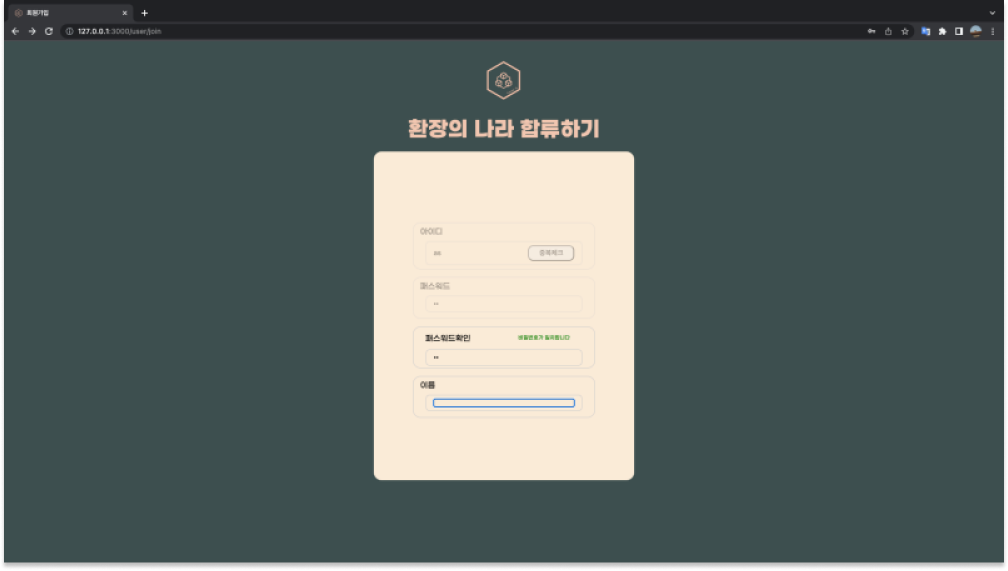 회원가입
127.0.0.1:3000/user/join
환장의 나라 합류하기
아이디
중복체크
패스워드
패스워드확인
비밀번호가 일치합니다
이름